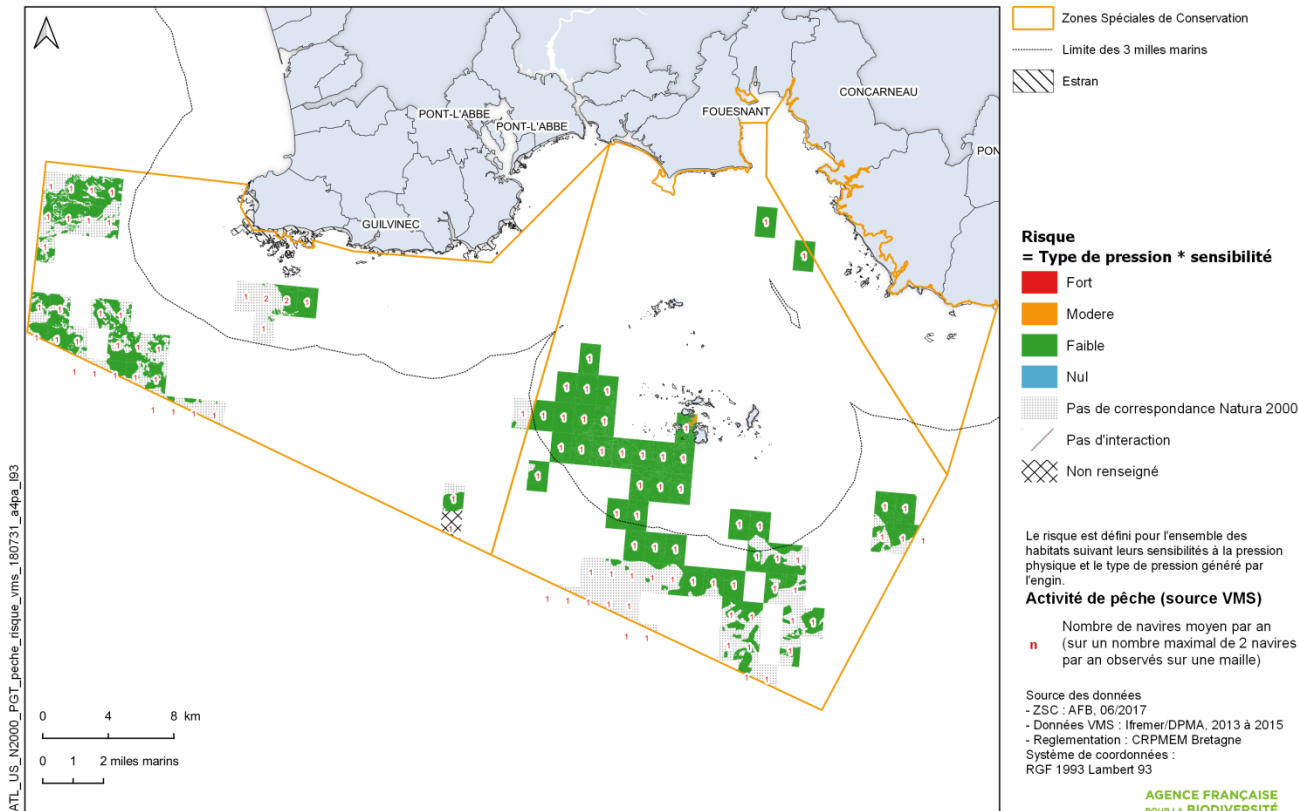 Zones Spéciales de Conservation
Limite des 3 milles marins
Estran
CONCARNEAU
FOUESNANT
PONT-L'ABBE
PONT-L'ABBE
PON
GUILVINEC
Risque
= Type de pression * sensibilité
Fort
Modere
Faible
Nul
Pas de correspondance Natura 2000
Pas d'interaction
Non renseigné
Le risque est défini pour l'ensemble des
habitats suivant leurs sensibilités à la pression
physique et le type de pression généré par
l'engin.
Activité de pêche (source VMS)
n
Nombre de navires moyen par an
(sur un nombre maximal de 2 navires
par an observés sur une maille)
Source des données
- ZSC : AFB, 06/2017
- Données VMS : Ifremer/DPMA, 2013 à 2015
- Reglementation : CRPMEM Bretagne
Système de coordonnées :
RGF 1993 Lambert 93
AGENCE FRANÇAISE
POUR LA BIODIVERSITÉ
0 4 8 km
0 1 2 miles marins
ATL_US_N2000_PGT_peche_risque_vms_180731_a4pa_l93